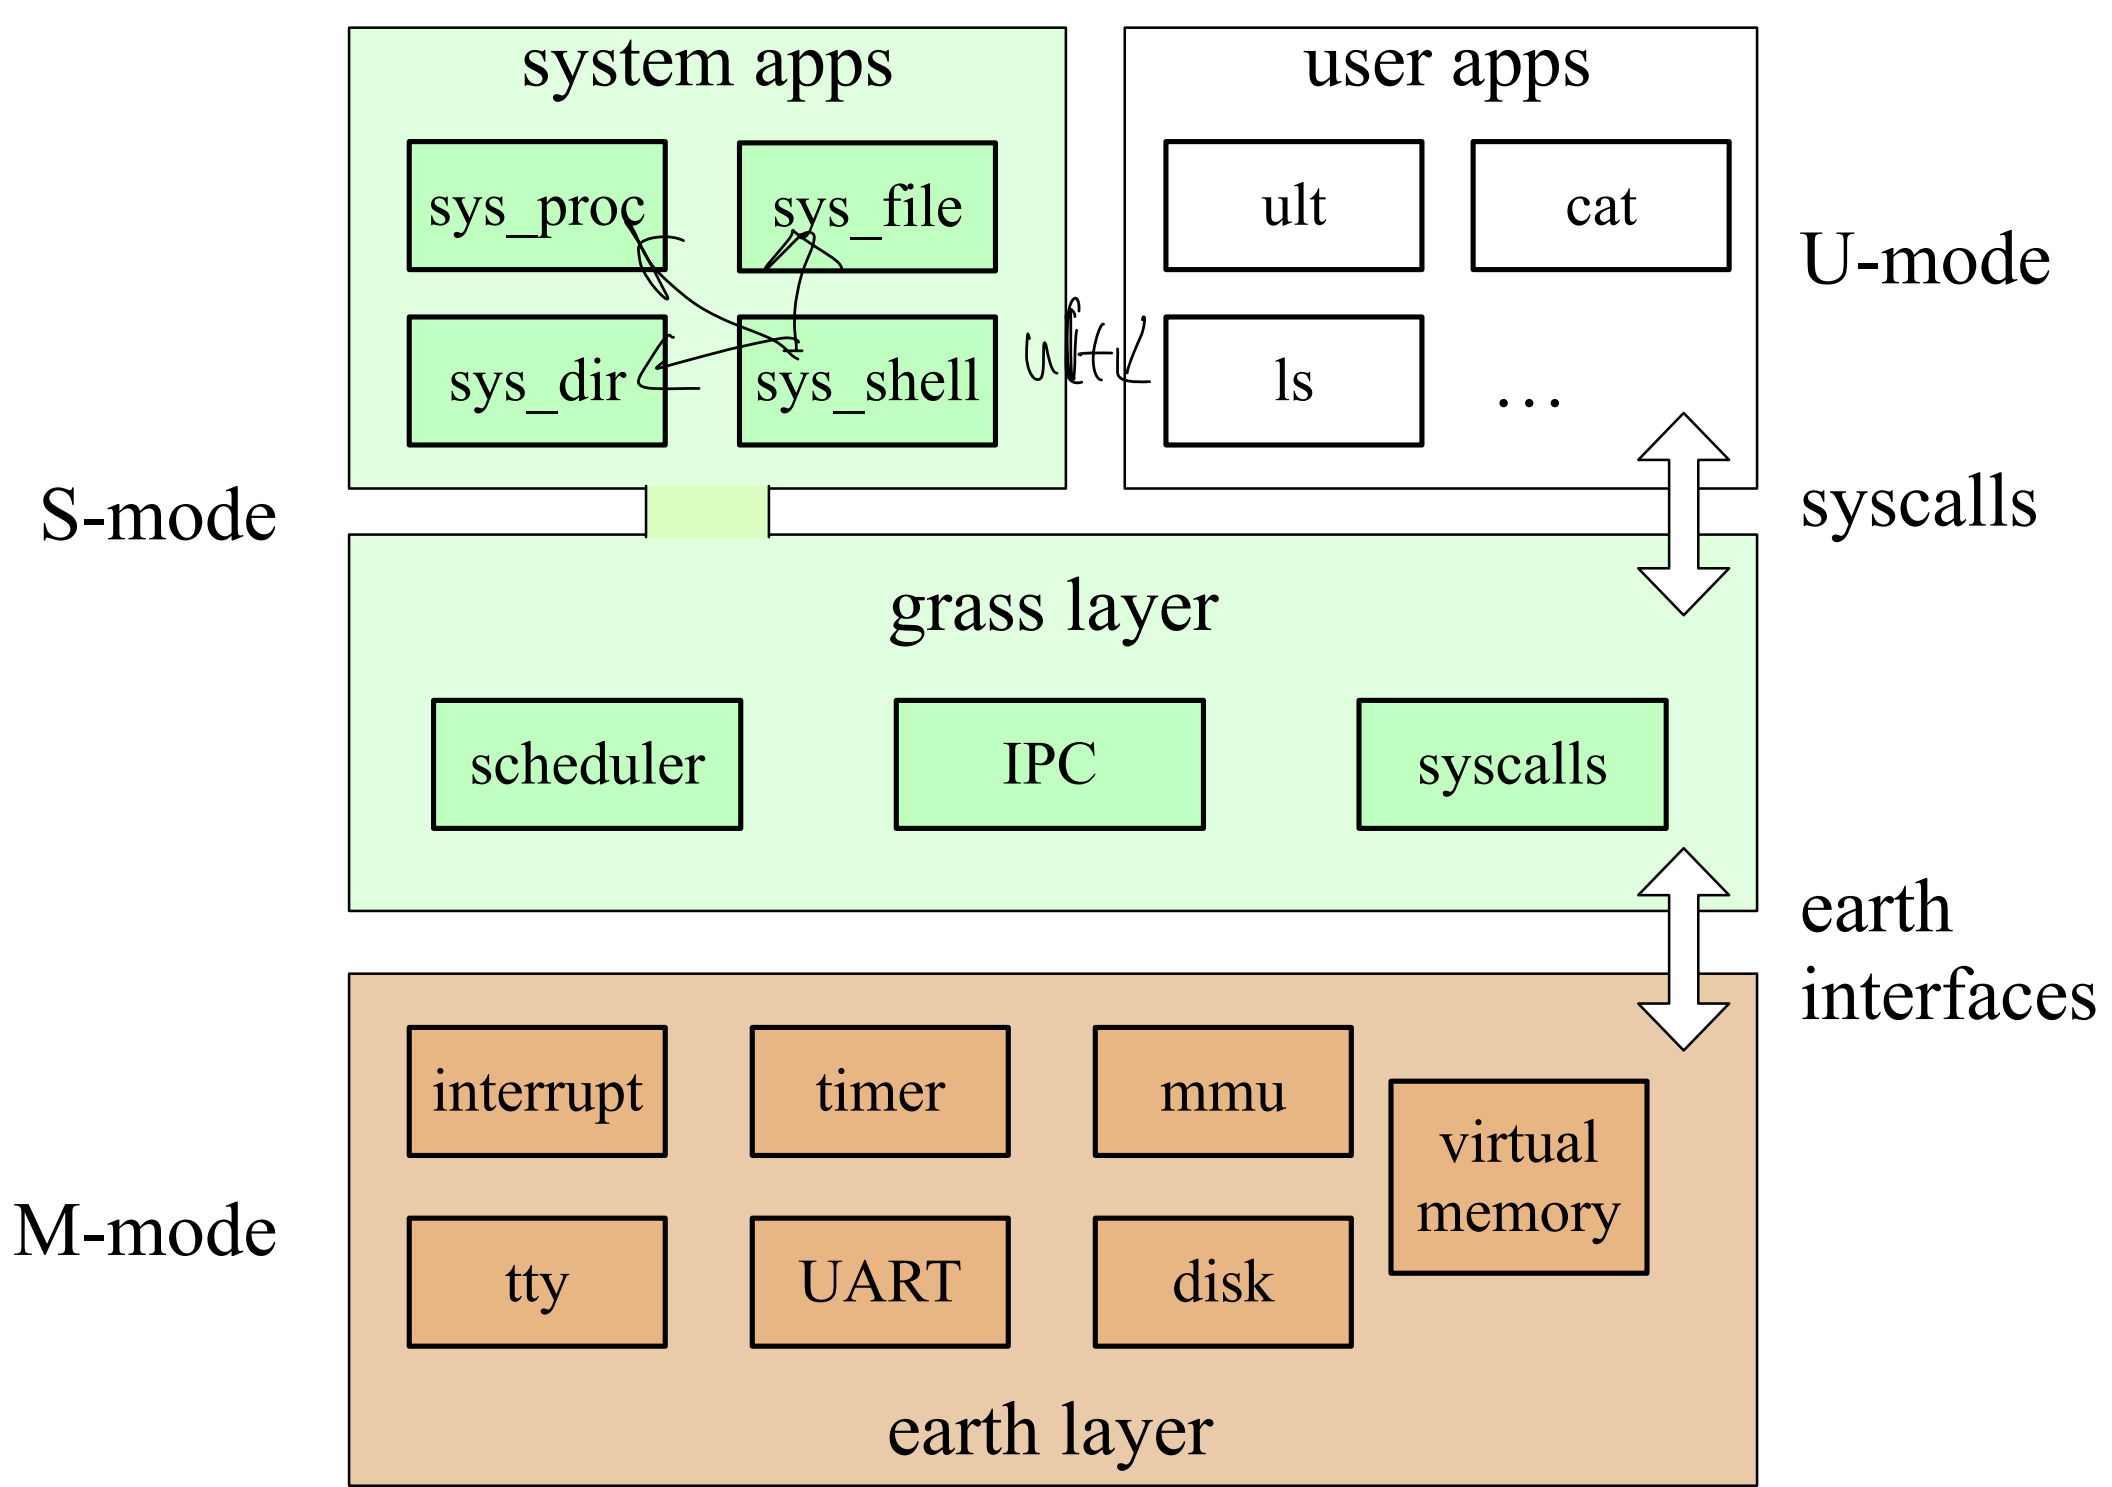 system apps
user apps
sys_proc
sys_file
ult
cat
U-mode
sys_dir
sys_shell
ls
...
S-mode
syscalls
grass layer
scheduler
IPC
syscalls
earth
interfaces
interrupt
timer
mmu
virtual
memory
M-mode
tty
UART
disk
earth layer